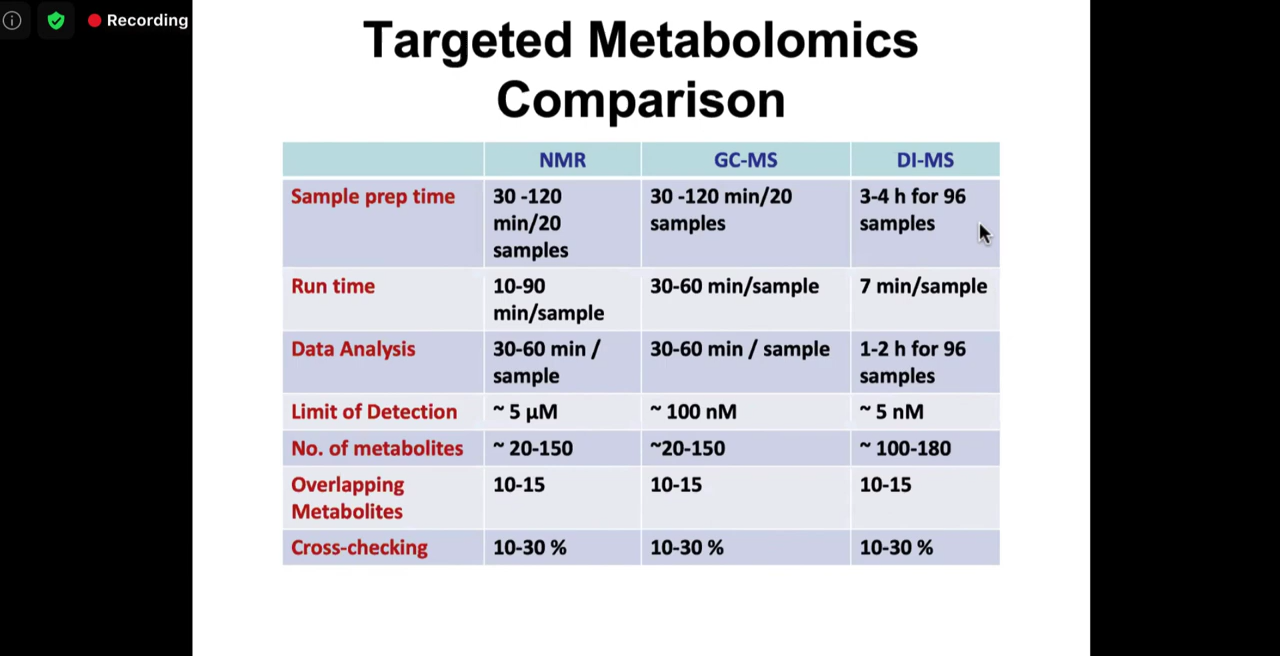 Recording
Targeted Metabolomics
Comparison
NMR GC-MS DI-MS
Sample prep time
30 -120
min/20
samples
30 -120 min/20
samples
3-4 h for 96
samples
Run time
10-90
min/sample
30-60 min/sample
7 min/sample
Data Analysis
30-60 min /
sample
30-60 min / sample
1-2 h for 96
samples
Limit of Detection
~ 5 µM
~ 100 nM
~ 5 nM
No. of metabolites
~ 20-150
~20-150
~ 100-180
Overlapping
Metabolites
10-15
10-15
10-15
Cross-checking
10-30 %
10-30 %
10-30 %